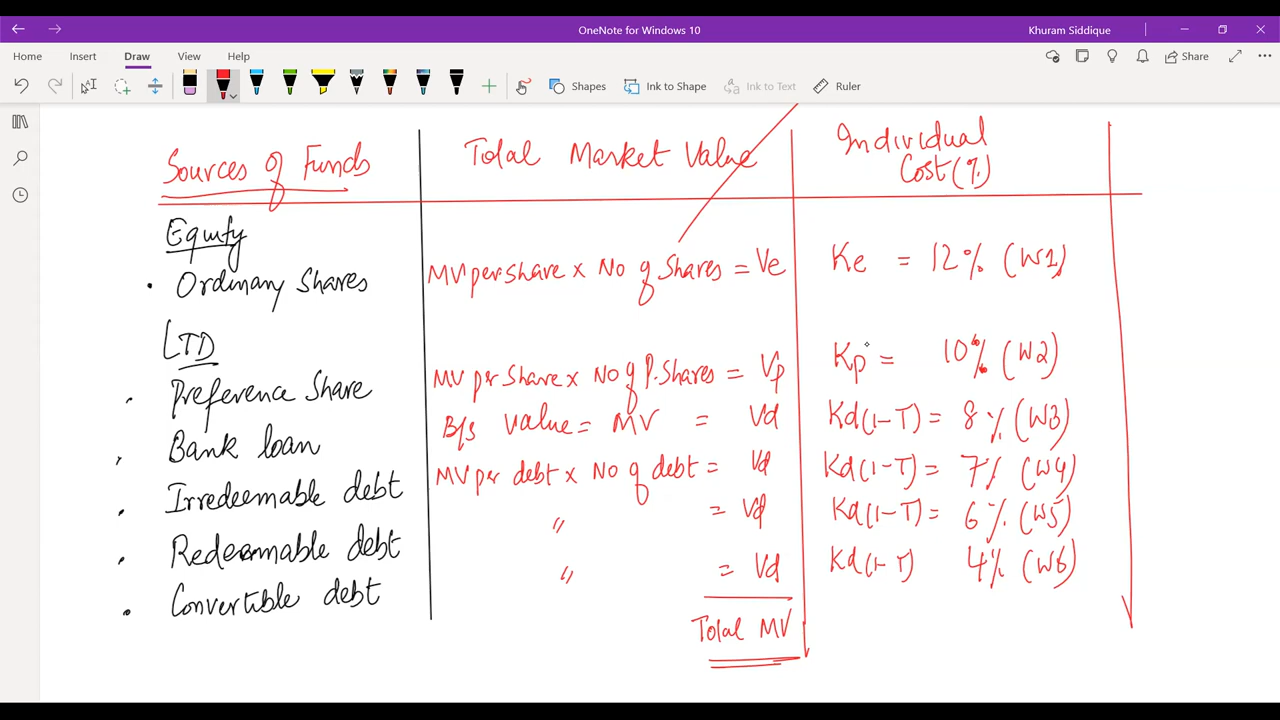 OneNote for Windows 10
Khuram Siddique
Home Insert Draw View Help
Share
Shapes Ink to Shape Ink to Text Ruler
Sources of Funds Total Market Value Individual Cost (%)
Equity
• Ordinary Shares MV per share x No of Shares = Ve Ke = 12% (W1)
LTD
• Preference Share MV per Share x No of P. Shares = Vp Kp = 10% (W2)
• Bank loan B/s Value = MV = Vd Kd(1-T) = 8% (W3)
• Irredeemable debt MV per debt x No of debt = Vd Kd(1-T) = 7% (W4)
• Redeemable debt " = Vd Kd(1-T) = 6% (W5)
• Convertible debt " = Vd Kd(1-T) 4% (W6)
Total MV